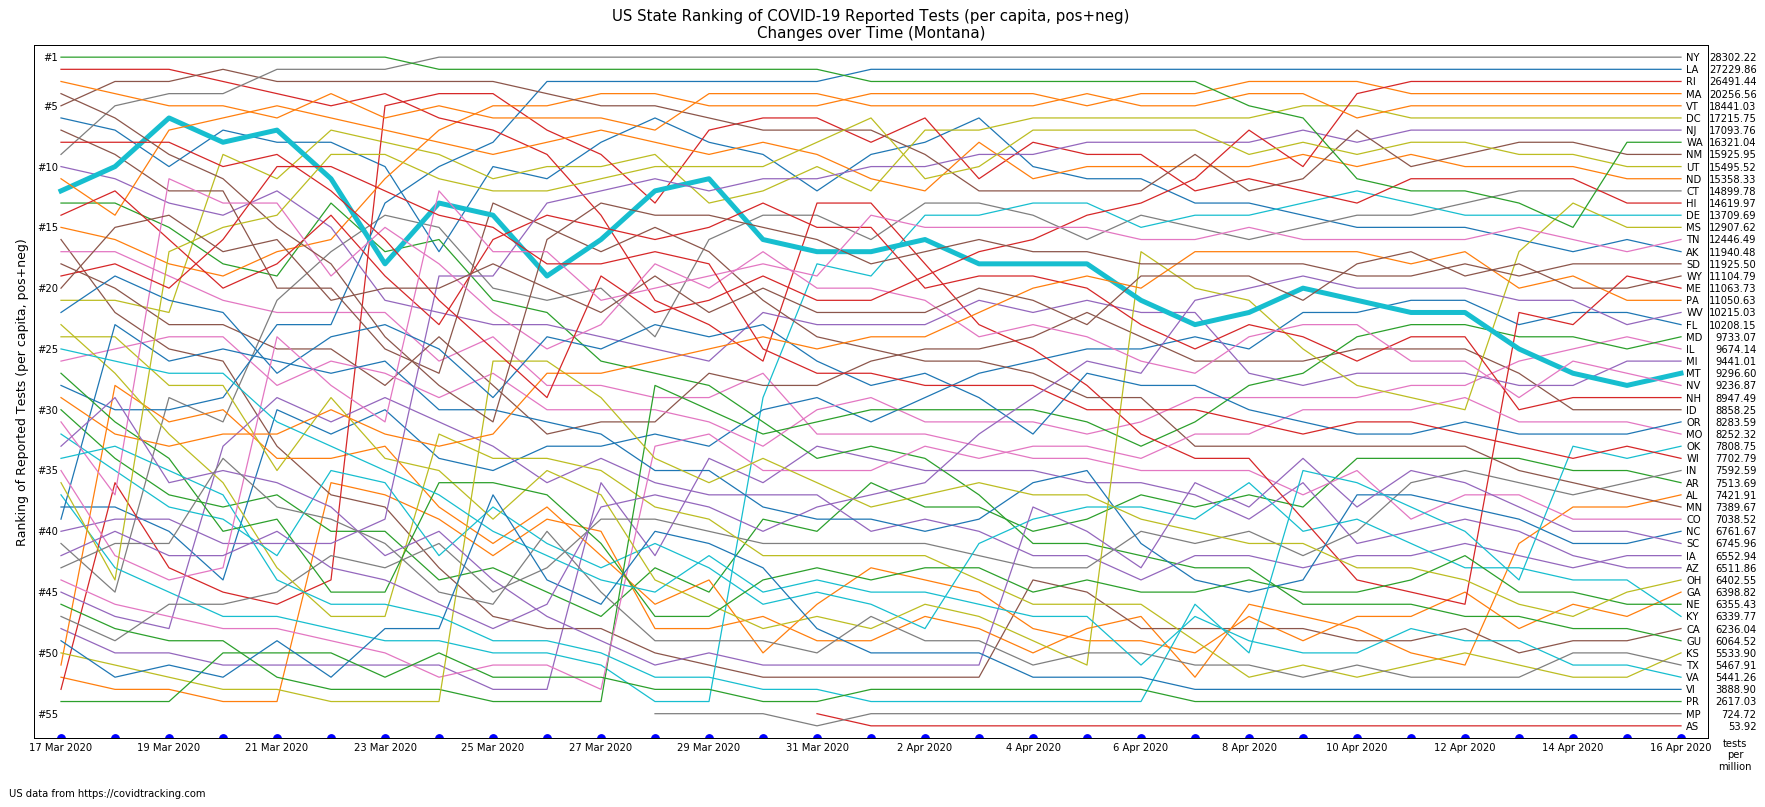 US State Ranking of COVID-19 Reported Tests (per capita, pos+neg)
Changes over Time (Montana)
Ranking of Reported Tests (per capita, pos+neg)
#1
#5
#10
#15
#20
#25
#30
#35
#40
#45
#50
#55
NY 28302.22
LA 27229.86
RI 26491.44
MA 20256.56
VT 18441.03
DC 17215.75
NJ 17093.76
WA 16321.04
NM 15925.95
UT 15495.52
ND 15358.33
CT 14899.78
HI 14619.97
DE 13709.69
MS 12907.62
TN 12446.49
AK 11940.48
SD 11925.50
WY 11104.79
ME 11063.73
PA 11050.63
WV 10215.03
FL 10208.15
MD 9733.07
IL 9674.14
MI 9441.01
MT 9296.60
NV 9236.87
NH 8947.49
ID 8858.25
OR 8283.59
MO 8252.32
OK 7808.75
WI 7702.79
IN 7592.59
AR 7513.69
AL 7421.91
MN 7389.67
CO 7038.52
NC 6761.67
SC 6745.96
IA 6552.94
AZ 6511.86
OH 6402.55
GA 6398.82
NE 6355.43
KY 6339.77
CA 6236.04
GU 6064.52
KS 5533.90
TX 5467.91
VA 5441.26
VI 3888.90
PR 2617.03
MP 724.72
AS 53.92
17 Mar 2020 19 Mar 2020 21 Mar 2020 23 Mar 2020 25 Mar 2020 27 Mar 2020 29 Mar 2020 31 Mar 2020 2 Apr 2020 4 Apr 2020 6 Apr 2020 8 Apr 2020 10 Apr 2020 12 Apr 2020 14 Apr 2020 16 Apr 2020
tests
per
million
US data from https://covidtracking.com